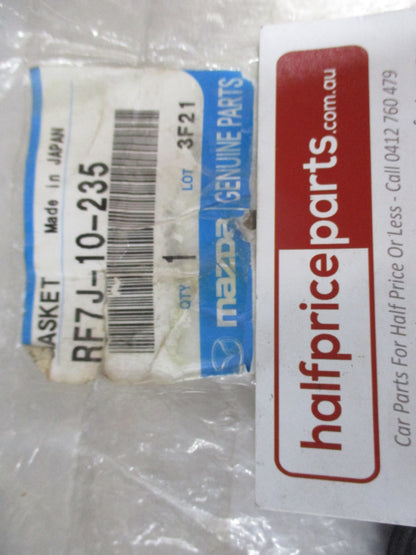 ASKET Made in JAPAN
RF7J-10-235
QTY 1 LOT 3F21
mazda GENUINE PARTS
halfpriceparts.com.au
Car Parts For Half Price Or Less - Call 0412 760 479